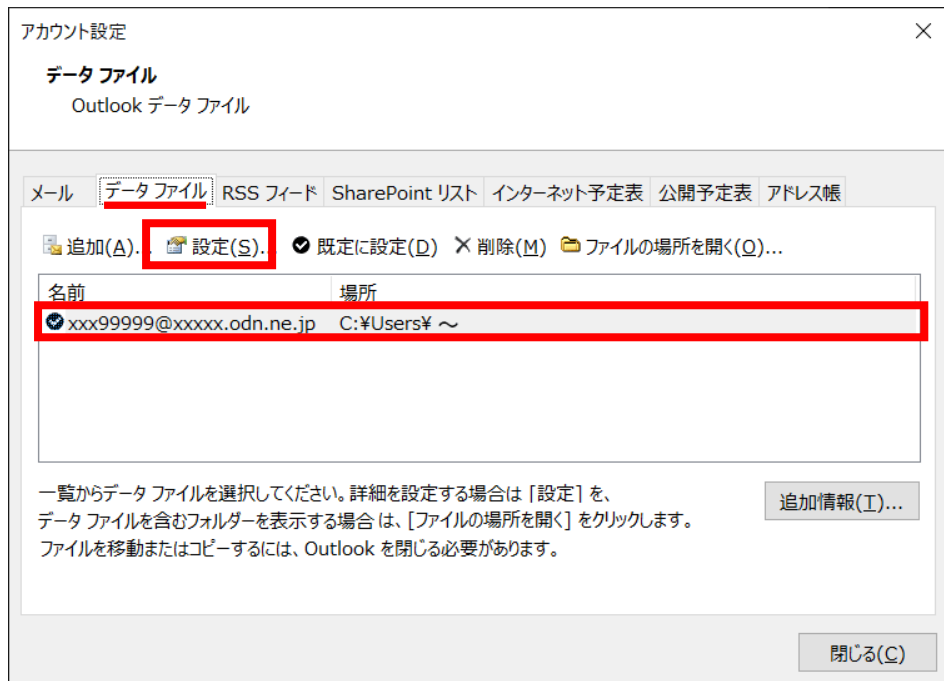 アカウント設定
データ ファイル
Outlook データ ファイル
メール データ ファイル RSS フィード SharePoint リスト インターネット予定表 公開予定表 アドレス帳
追加(A)... 設定(S)... 既定に設定(D) 削除(M) ファイルの場所を開く(O)...
名前 場所
xxx99999@xxxxx.odn.ne.jp C:¥Users¥ ～
一覧からデータ ファイルを選択してください。詳細を設定する場合は [設定] を、
データ ファイルを含むフォルダーを表示する場合は、[ファイルの場所を開く] をクリックします。
ファイルを移動またはコピーするには、Outlook を閉じる必要があります。
追加情報(T)...
閉じる(C)